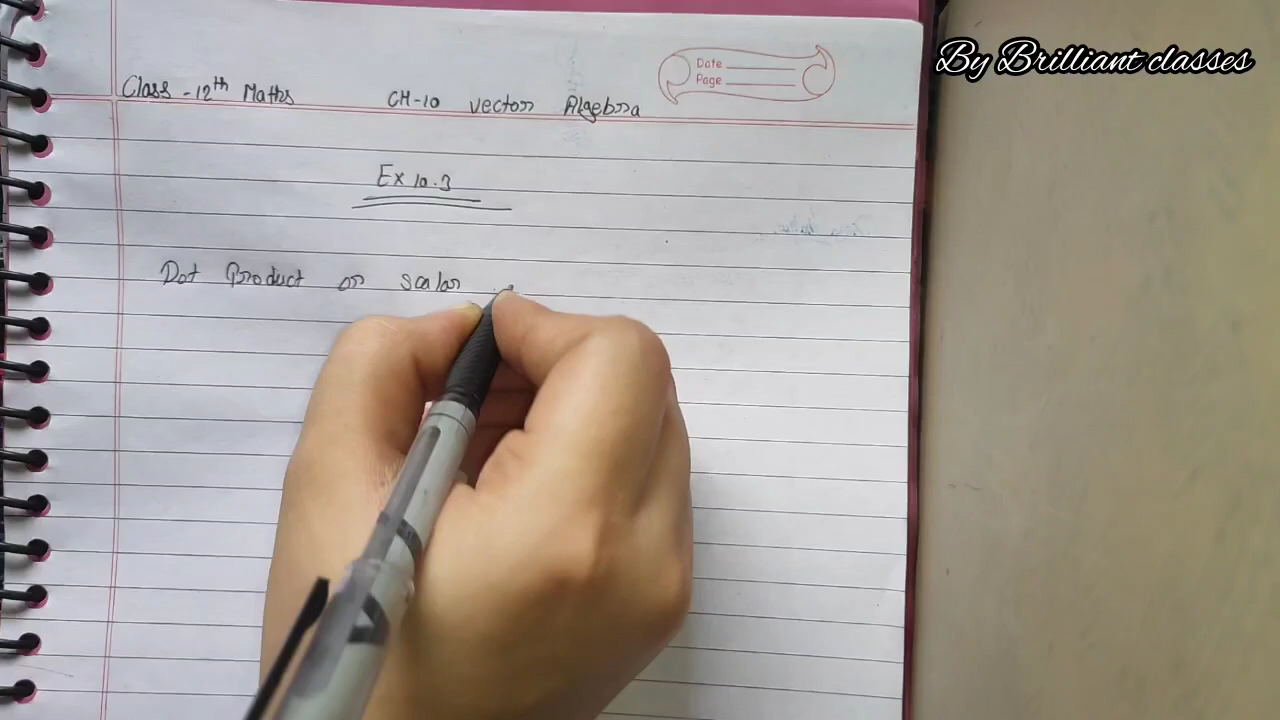 By Brilliant classes
Date
Page
Class - 12th Maths CH-10 vector Algebra
Ex 10.3
Dot Product or scalar